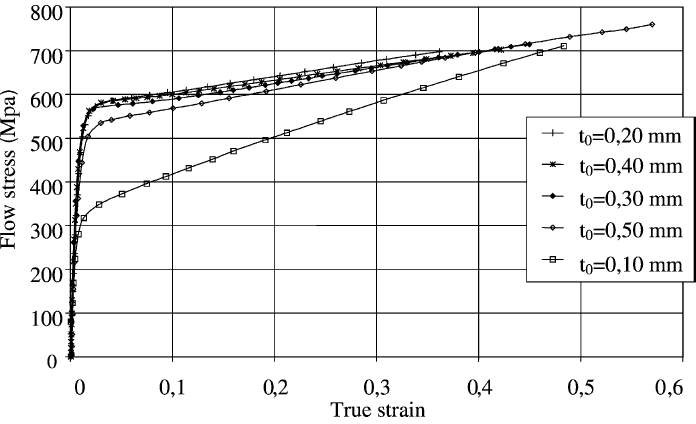 800
700
600
500
400
300
200
100
0
Flow stress (Mpa)
t0=0,20 mm
t0=0,40 mm
t0=0,30 mm
t0=0,50 mm
t0=0,10 mm
0 0,1 0,2 0,3 0,4 0,5 0,6
True strain